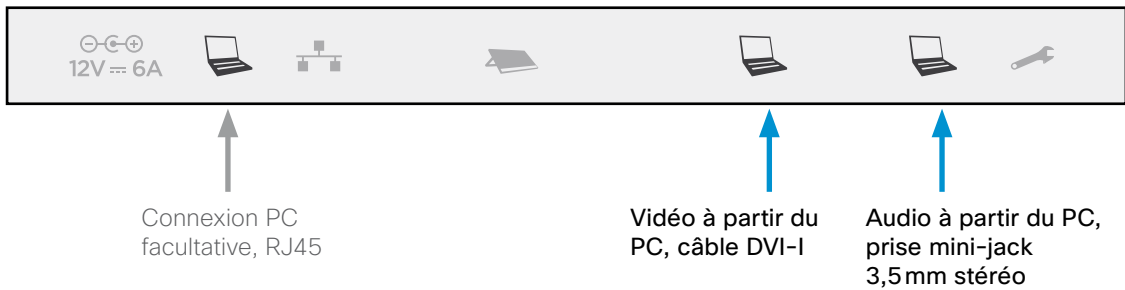 12V ⎓ 6A
Connexion PC
facultative, RJ45
Vidéo à partir du
PC, câble DVI-I
Audio à partir du PC,
prise mini-jack
3,5 mm stéréo